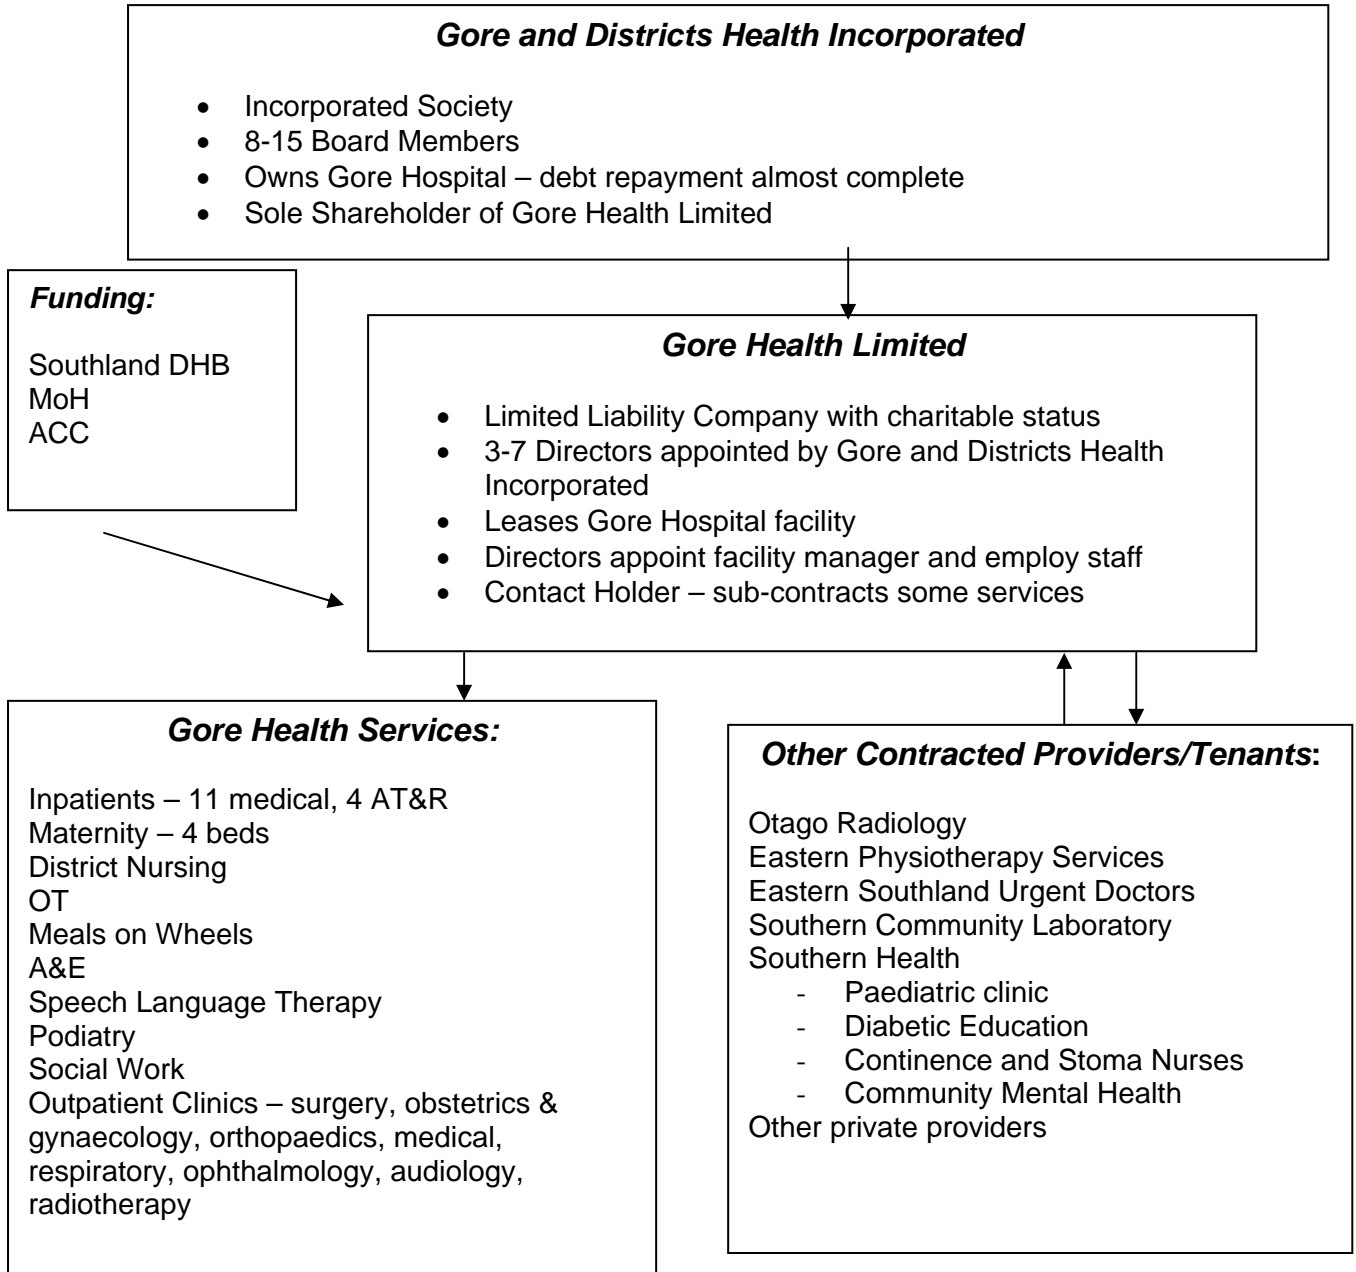 Gore and Districts Health Incorporated
• Incorporated Society
• 8-15 Board Members
• Owns Gore Hospital – debt repayment almost complete
• Sole Shareholder of Gore Health Limited
Funding:
Southland DHB
MoH
ACC
Gore Health Limited
• Limited Liability Company with charitable status
• 3-7 Directors appointed by Gore and Districts Health
Incorporated
• Leases Gore Hospital facility
• Directors appoint facility manager and employ staff
• Contact Holder – sub-contracts some services
Gore Health Services:
Inpatients – 11 medical, 4 AT&R
Maternity – 4 beds
District Nursing
OT
Meals on Wheels
A&E
Speech Language Therapy
Podiatry
Social Work
Outpatient Clinics – surgery, obstetrics &
gynaecology, orthopaedics, medical,
respiratory, ophthalmology, audiology,
radiotherapy
Other Contracted Providers/Tenants:
Otago Radiology
Eastern Physiotherapy Services
Eastern Southland Urgent Doctors
Southern Community Laboratory
Southern Health
- Paediatric clinic
- Diabetic Education
- Continence and Stoma Nurses
- Community Mental Health
Other private providers